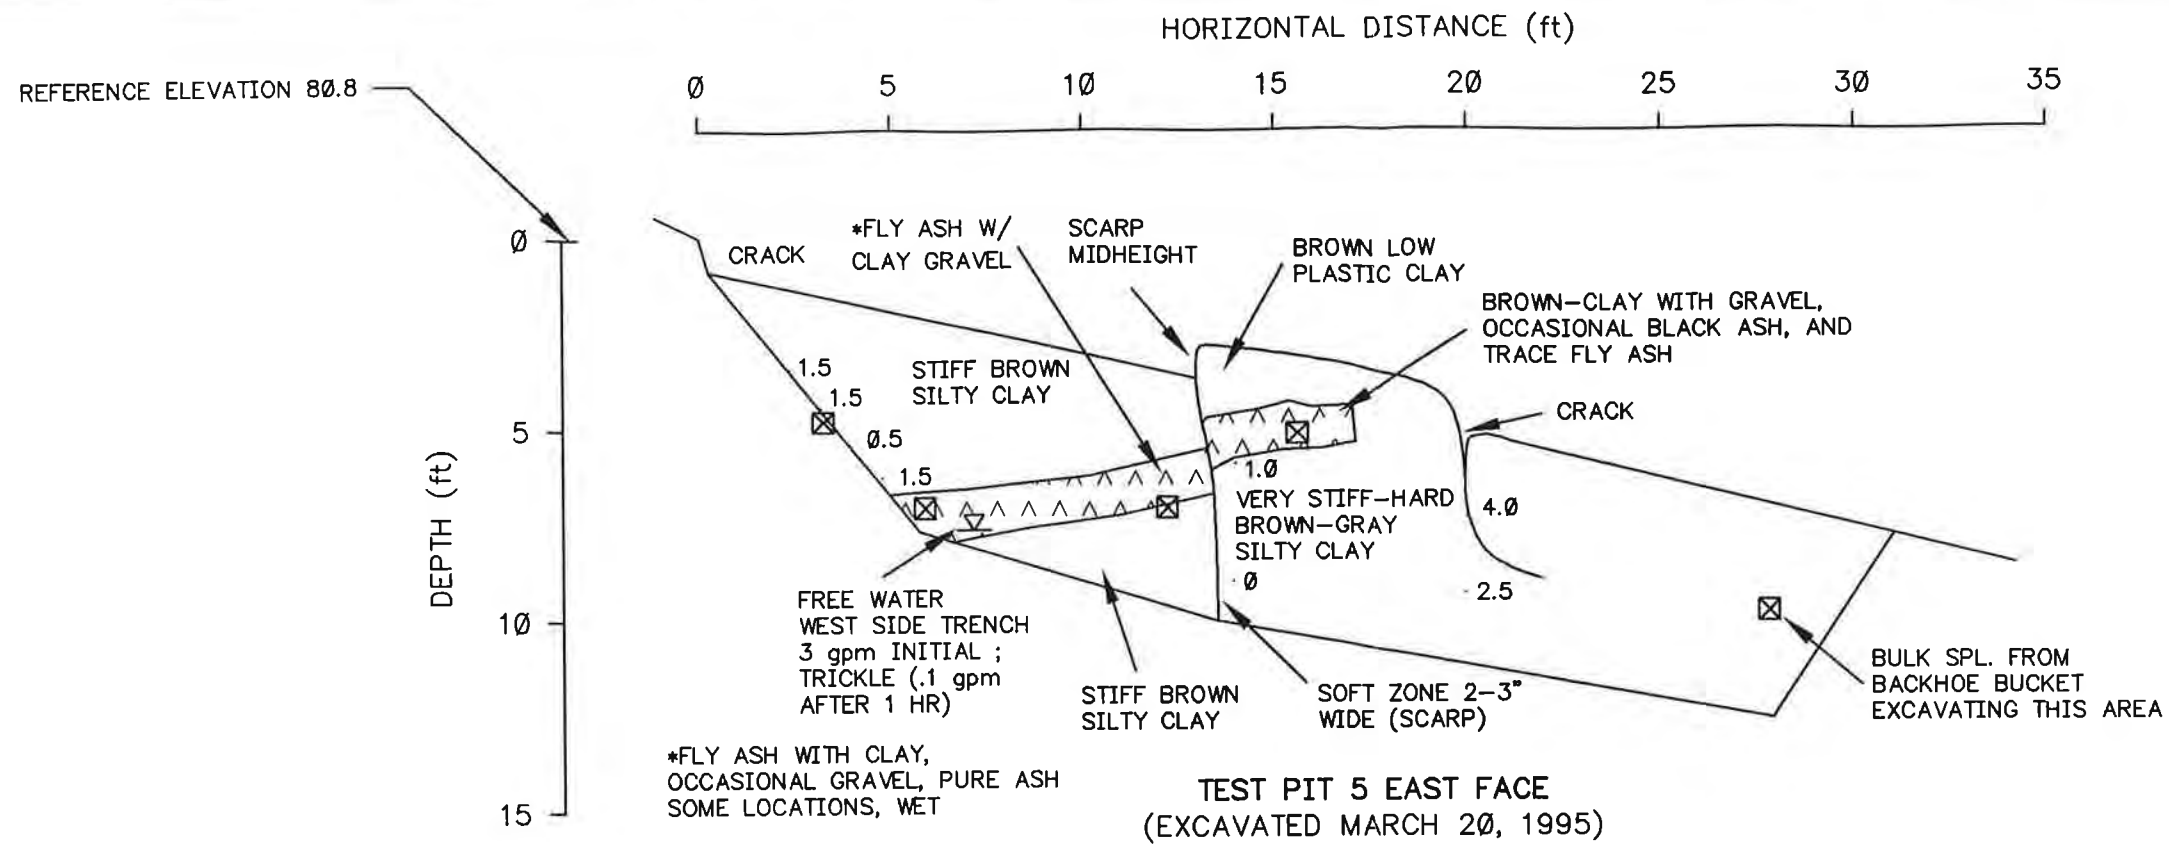 HORIZONTAL DISTANCE (ft)
REFERENCE ELEVATION 80.8
0 5 10 15 20 25 30 35
0
5
10
15
DEPTH (ft)
CRACK
*FLY ASH W/
CLAY GRAVEL
SCARP
MIDHEIGHT
BROWN LOW
PLASTIC CLAY
BROWN-CLAY WITH GRAVEL,
OCCASIONAL BLACK ASH, AND
TRACE FLY ASH
CRACK
STIFF BROWN
SILTY CLAY
1.5
1.5
0.5
1.5
1.0
VERY STIFF-HARD
BROWN-GRAY
SILTY CLAY
0
4.0
2.5
FREE WATER
WEST SIDE TRENCH
3 gpm INITIAL ;
TRICKLE (.1 gpm
AFTER 1 HR)
STIFF BROWN
SILTY CLAY
SOFT ZONE 2-3"
WIDE (SCARP)
BULK SPL. FROM
BACKHOE BUCKET
EXCAVATING THIS AREA
*FLY ASH WITH CLAY,
OCCASIONAL GRAVEL, PURE ASH
SOME LOCATIONS, WET
TEST PIT 5 EAST FACE
(EXCAVATED MARCH 20, 1995)